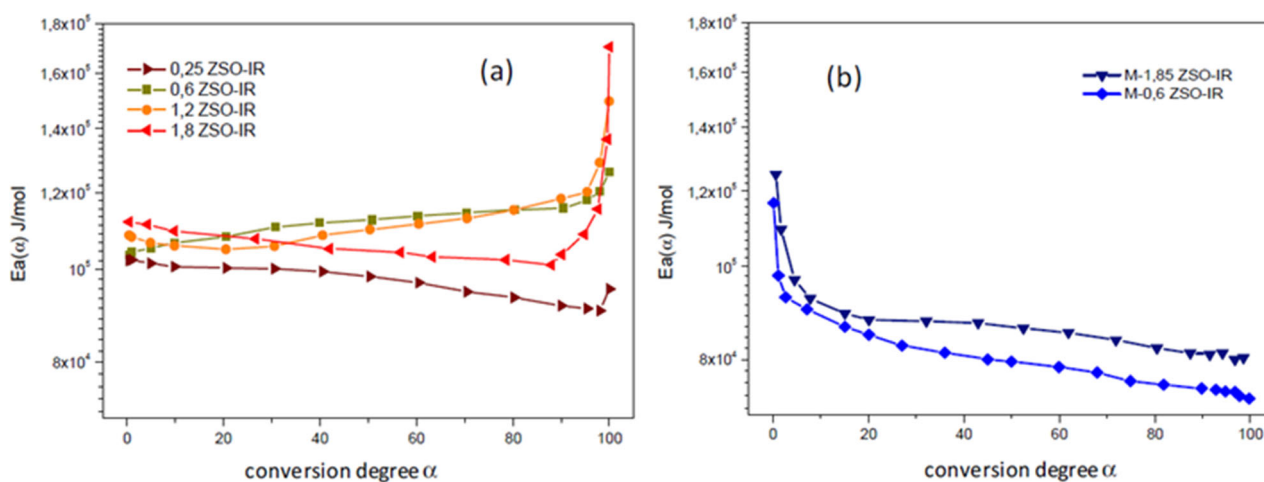 1,8x10⁵
1,6x10⁵
1,4x10⁵
1,2x10⁵
10⁵
8x10⁴
Ea(α) J/mol
0,25 ZSO-IR
0,6 ZSO-IR
1,2 ZSO-IR
1,8 ZSO-IR
(a)
0 20 40 60 80 100
conversion degree α
1,8x10⁵
1,6x10⁵
1,4x10⁵
1,2x10⁵
10⁵
8x10⁴
Ea(α) J/mol
(b)
M-1,85 ZSO-IR
M-0,6 ZSO-IR
0 20 40 60 80 100
conversion degree α